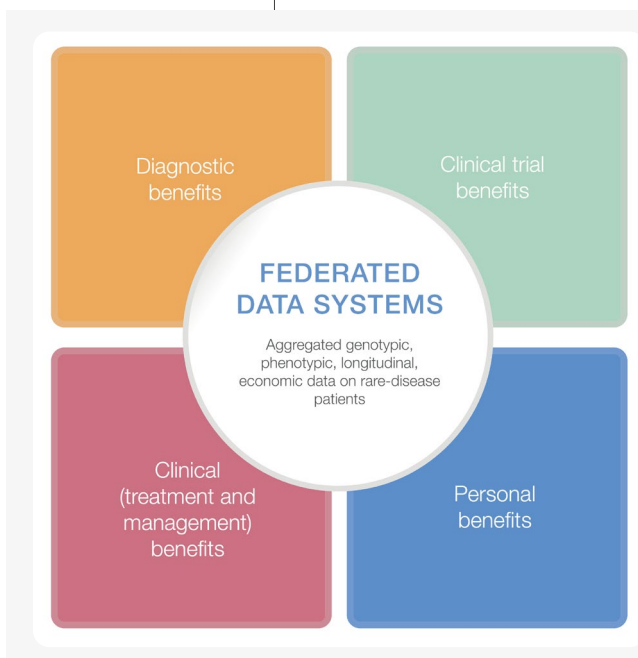 Diagnostic
benefits
Clinical trial
benefits
FEDERATED
DATA SYSTEMS
Aggregated genotypic,
phenotypic, longitudinal,
economic data on rare-disease
patients
Clinical
(treatment and
management)
benefits
Personal
benefits